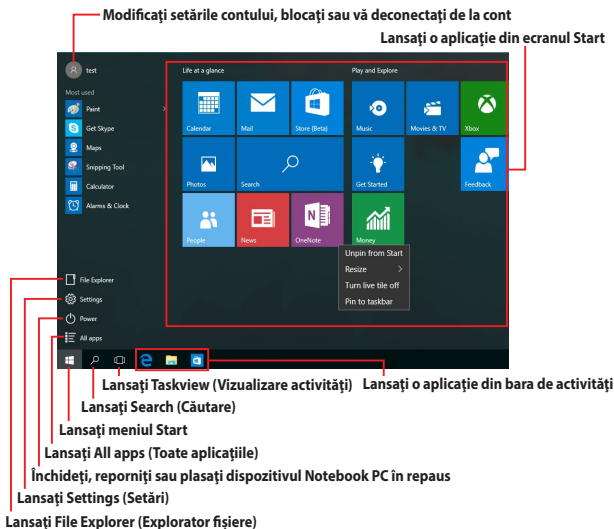 Modificați setările contului, blocați sau vă deconectați de la cont
Lansați o aplicație din ecranul Start
test
Most used
Paint
Get Skype
Maps
Snipping Tool
Calculator
Alarms & Clock
File Explorer
Settings
Power
All apps
Life at a glance
Calendar
Mail
Store (Beta)
Photos
Search
People
News
OneNote
Play and Explore
Music
Movies & TV
Xbox
Get Started
Feedback
Money
Unpin from Start
Resize
Turn live tile off
Pin to taskbar
Lansați Taskview (Vizualizare activități)
Lansați o aplicație din bara de activități
Lansați Search (Căutare)
Lansați meniul Start
Lansați All apps (Toate aplicațiile)
Închideți, reporniți sau plasați dispozitivul Notebook PC în repaus
Lansați Settings (Setări)
Lansați File Explorer (Explorator fișiere)